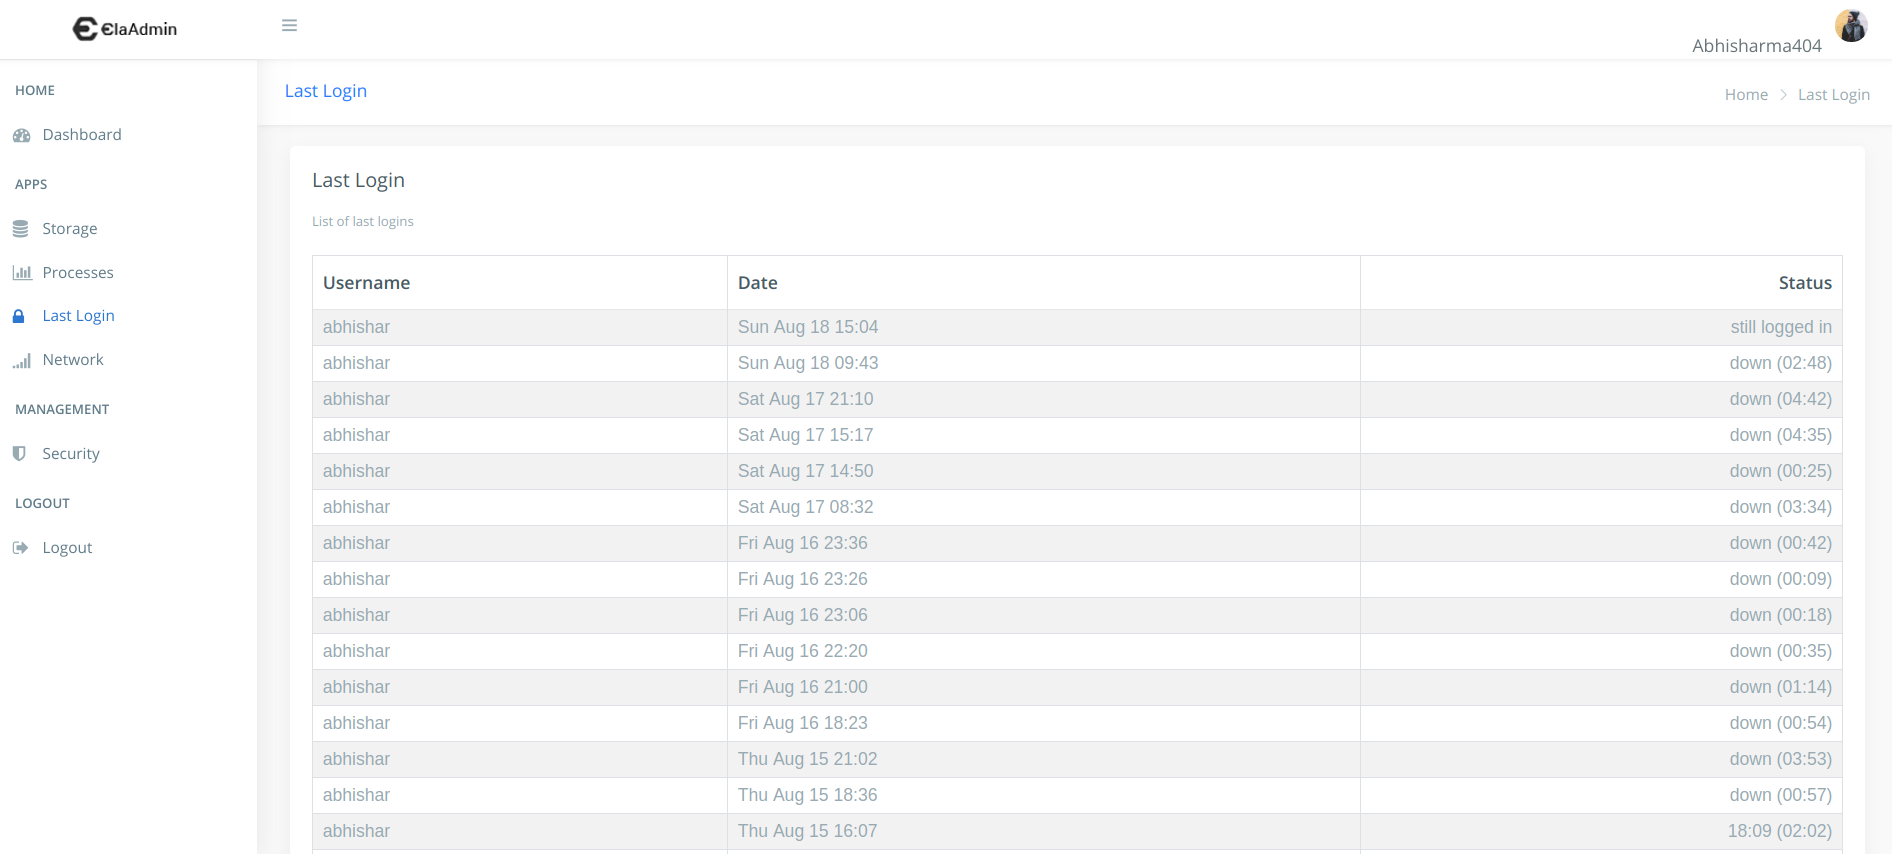 ЄlaAdmin
Abhisharma404
HOME
Dashboard
APPS
Storage
Processes
Last Login
Network
MANAGEMENT
Security
LOGOUT
Logout
Last Login
Home > Last Login
Last Login
List of last logins
Username Date Status
abhishar Sun Aug 18 15:04 still logged in
abhishar Sun Aug 18 09:43 down (02:48)
abhishar Sat Aug 17 21:10 down (04:42)
abhishar Sat Aug 17 15:17 down (04:35)
abhishar Sat Aug 17 14:50 down (00:25)
abhishar Sat Aug 17 08:32 down (03:34)
abhishar Fri Aug 16 23:36 down (00:42)
abhishar Fri Aug 16 23:26 down (00:09)
abhishar Fri Aug 16 23:06 down (00:18)
abhishar Fri Aug 16 22:20 down (00:35)
abhishar Fri Aug 16 21:00 down (01:14)
abhishar Fri Aug 16 18:23 down (00:54)
abhishar Thu Aug 15 21:02 down (03:53)
abhishar Thu Aug 15 18:36 down (00:57)
abhishar Thu Aug 15 16:07 18:09 (02:02)